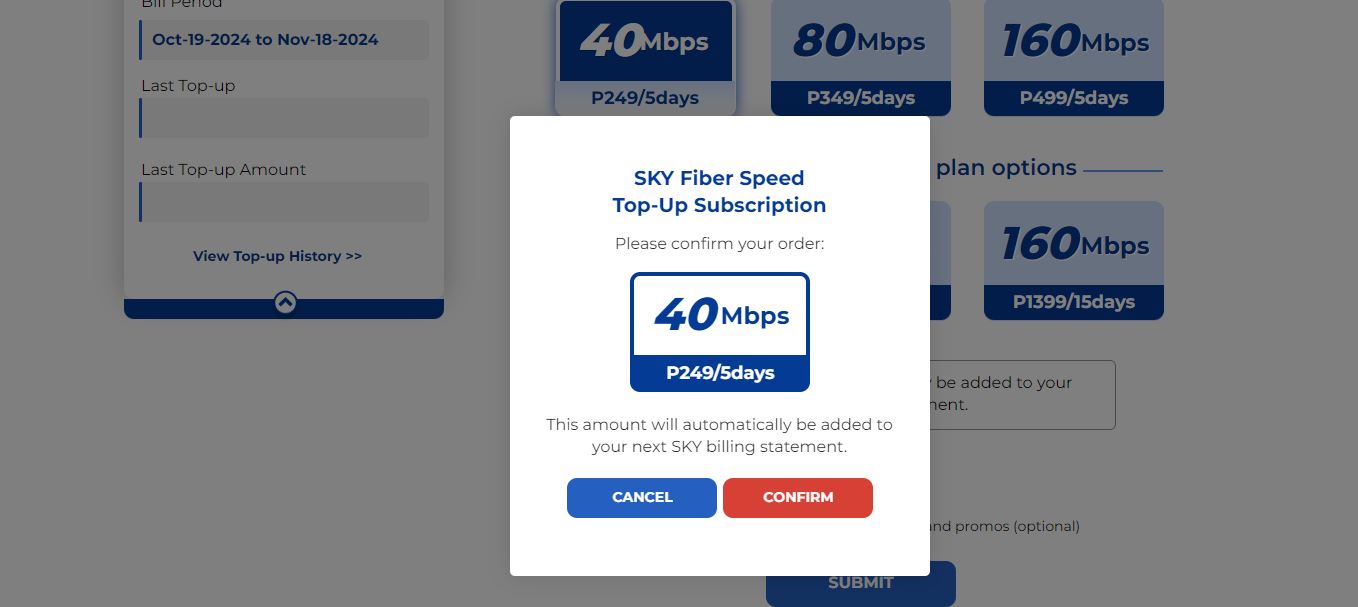 Bill Period
Oct-19-2024 to Nov-18-2024
Last Top-up
Last Top-up Amount
View Top-up History >>
40Mbps
P249/5days
80Mbps
P349/5days
160Mbps
P499/5days
plan options
160Mbps
P1399/15days
SKY Fiber Speed
Top-Up Subscription
Please confirm your order:
40 Mbps
P249/5days
This amount will automatically be added to
your next SKY billing statement.
CANCEL
CONFIRM
be added to your
and promos (optional)
SUBMIT